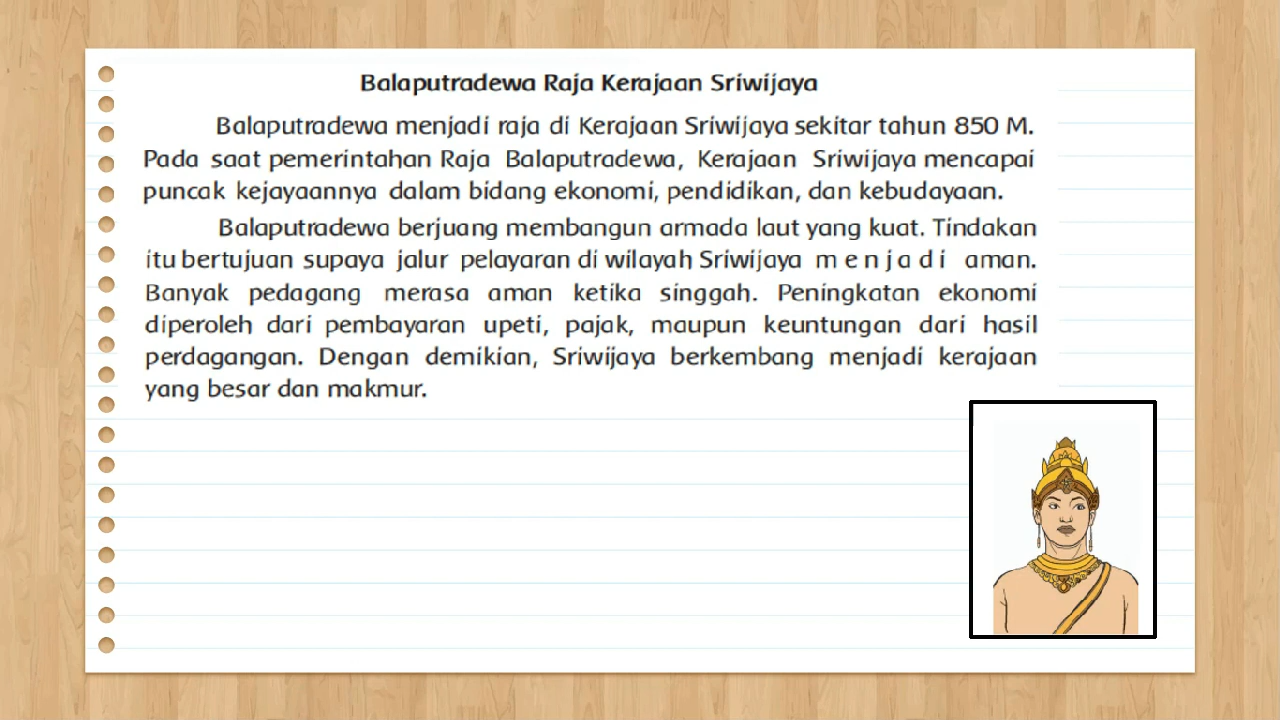 Balaputradewa Raja Kerajaan Sriwijaya
Balaputradewa menjadi raja di Kerajaan Sriwijaya sekitar tahun 850 M.
Pada saat pemerintahan Raja Balaputradewa, Kerajaan Sriwijaya mencapai
puncak kejayaannya dalam bidang ekonomi, pendidikan, dan kebudayaan.
Balaputradewa berjuang membangun armada laut yang kuat. Tindakan
itu bertujuan supaya jalur pelayaran di wilayah Sriwijaya menjadi aman.
Banyak pedagang merasa aman ketika singgah. Peningkatan ekonomi
diperoleh dari pembayaran upeti, pajak, maupun keuntungan dari hasil
perdagangan. Dengan demikian, Sriwijaya berkembang menjadi kerajaan
yang besar dan makmur.